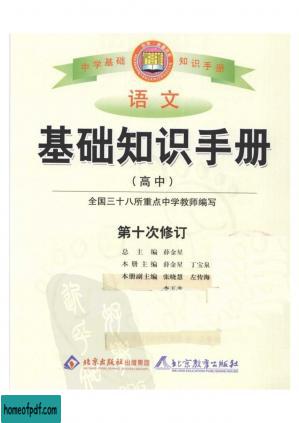 中学基础 知识手册
语文
基础知识手册
(高中)
全国三十八所重点中学教师编写
第十次修订
总主编 薛金星
本册主编 薛金星 丁宝泉
本册副主编 张晓慧 左传海
北京出版社出版集团 北京教育出版社
homeofpdf.com